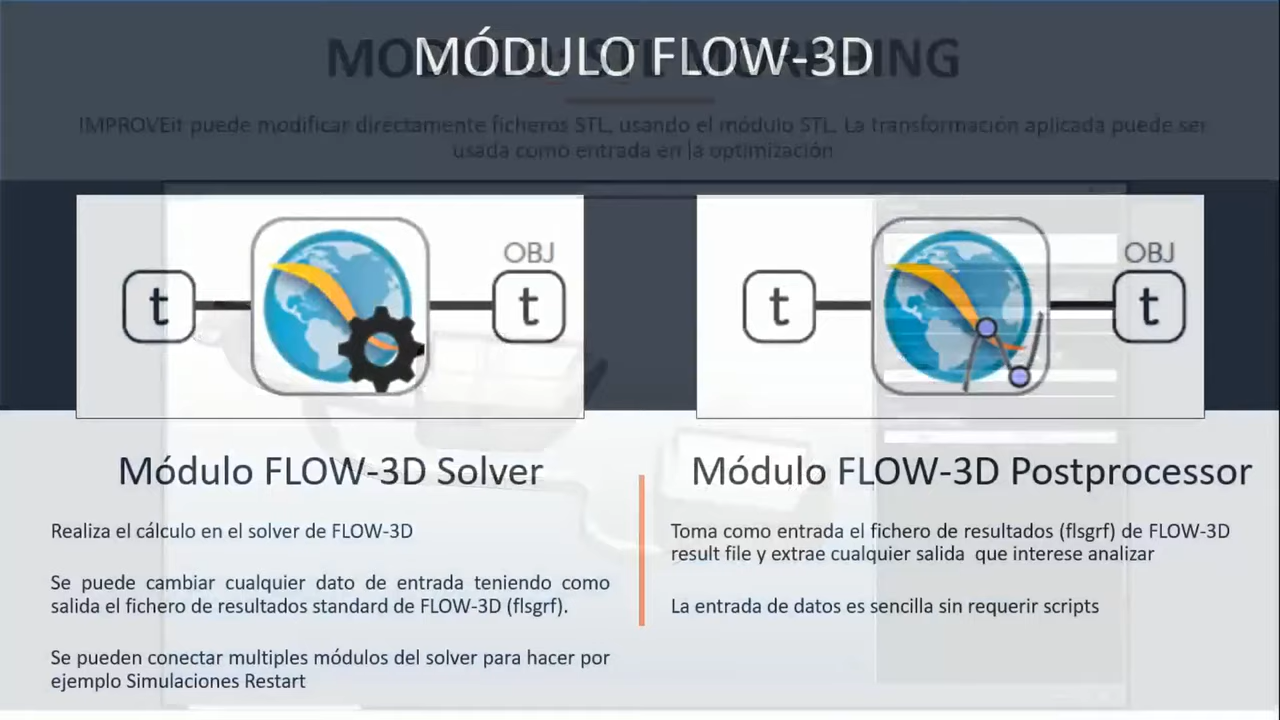 MÓDULO FLOW-3D
MODULO: STL MORPHING
IMPROVEit puede modificar directamente ficheros STL, usando el módulo STL. La transformación aplicada puede ser
usada como entrada en la optimización
t
OBJ
t
t
OBJ
t
Módulo FLOW-3D Solver
Realiza el cálculo en el solver de FLOW-3D
Se puede cambiar cualquier dato de entrada teniendo como
salida el fichero de resultados standard de FLOW-3D (flsgrf).
Se pueden conectar multiples módulos del solver para hacer por
ejemplo Simulaciones Restart
Módulo FLOW-3D Postprocessor
Toma como entrada el fichero de resultados (flsgrf) de FLOW-3D
result file y extrae cualquier salida que interese analizar
La entrada de datos es sencilla sin requerir scripts